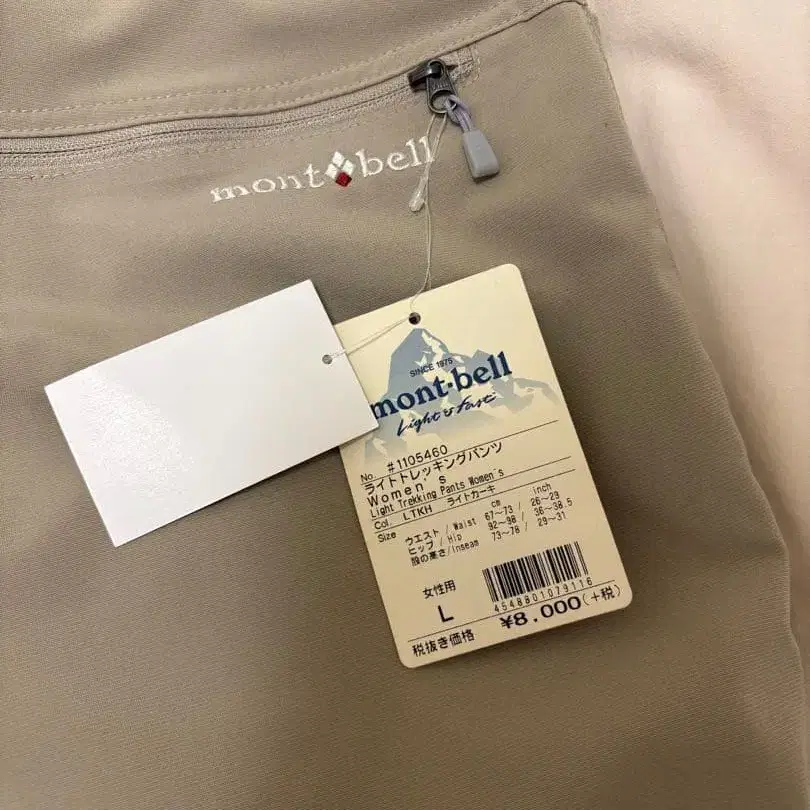 mont bell
SINCE 1975
mont-bell
Light & Fast
No. #1105460
ライトトレッキングパンツ
Women's
Light Trekking Pants Women's
Col. LTKH ライトカーキ
Size cm inch
ウエスト/Waist 67~73 / 26~29
ヒップ/Hip 92~98 / 36~38.5
股の高さ/Inseam 73~78 / 29~31
女性用
L
4548801079116
¥8.000(+税)
税抜き価格